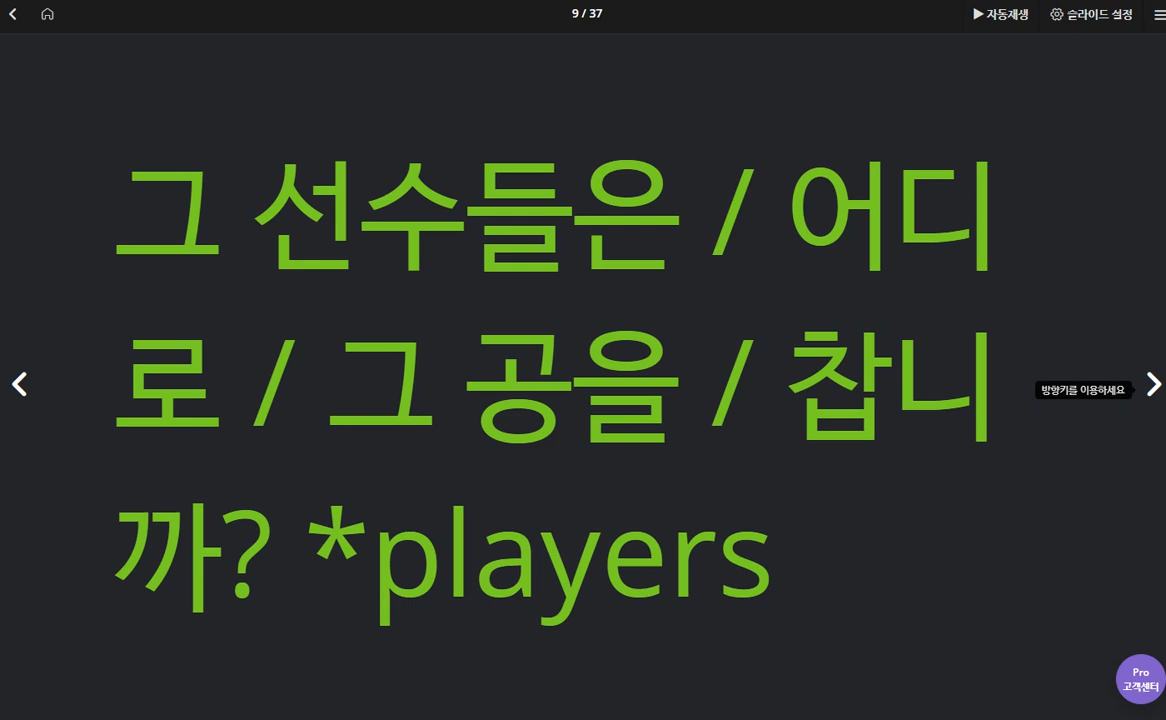 9 / 37
▶ 자동재생
슬라이드 설정
그 선수들은 / 어디
로 / 그 공을 / 찹니
까? *players
방향키를 이용하세요
Pro
고객센터